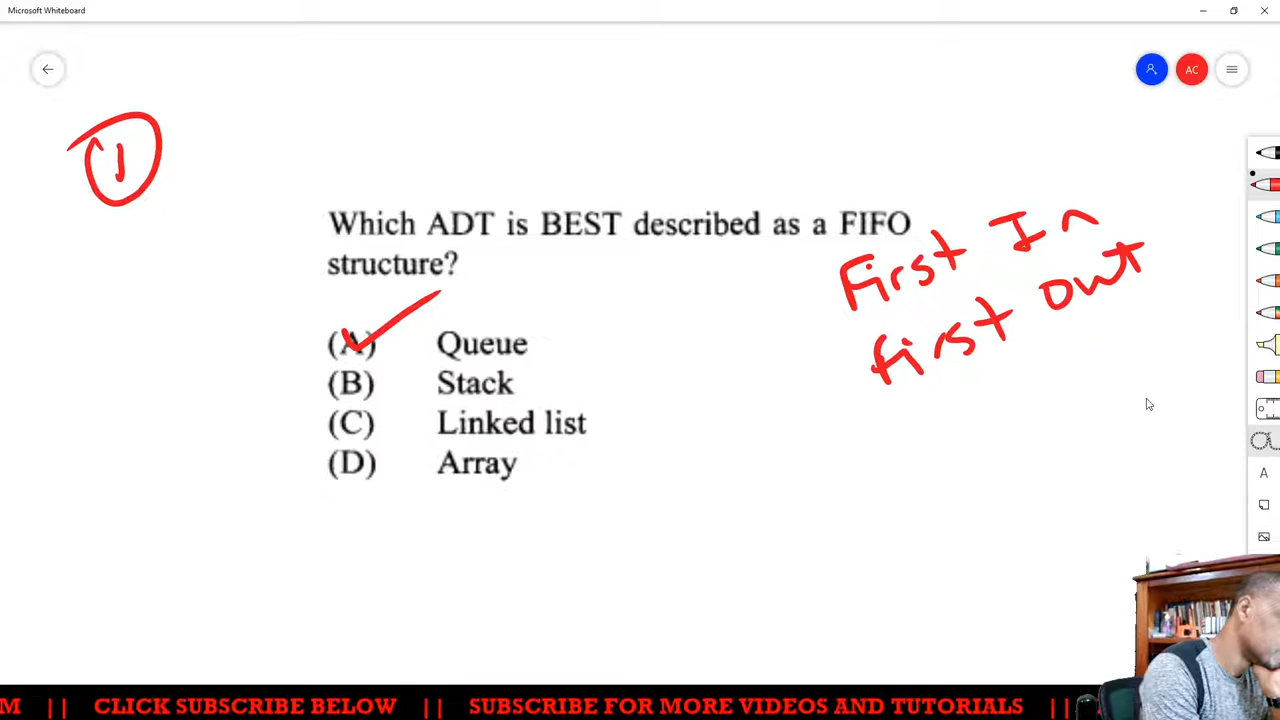 Microsoft Whiteboard
AC
1
Which ADT is BEST described as a FIFO
structure?
First In
first out
(A) Queue
(B) Stack
(C) Linked list
(D) Array
A
M || CLICK SUBSCRIBE BELOW || SUBSCRIBE FOR MORE VIDEOS AND TUTORIALS ||